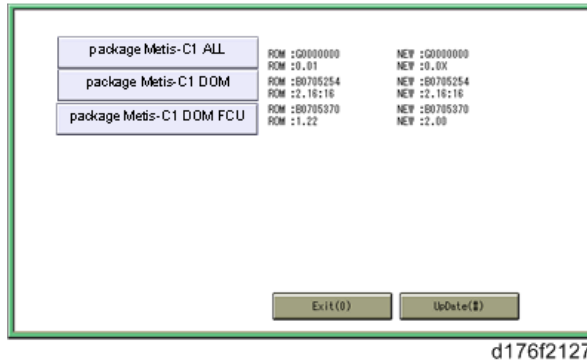 package Metis-C1 ALL ROM :G0000000 NEW :G0000000
ROM :0.01 NEW :0.0X
package Metis-C1 DOM ROM :B0705254 NEW :B0705254
ROM :2.16:16 NEW :2.16:16
package Metis-C1 DOM FCU ROM :B0705370 NEW :B0705370
ROM :1.22 NEW :2.00
Exit(0) UpDate(#)
d176f2127